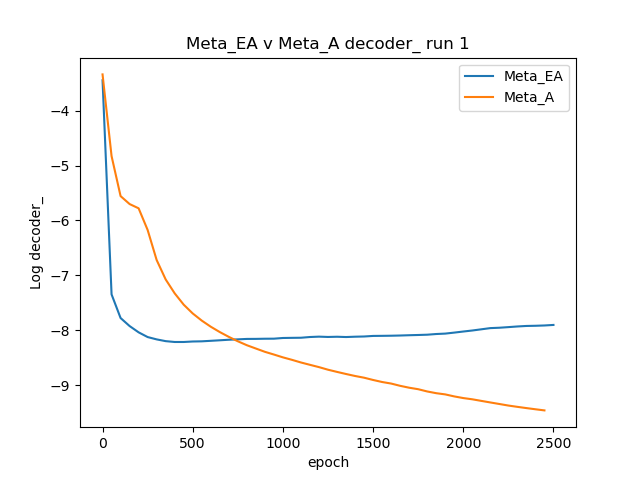 Meta_EA v Meta_A decoder_ run 1
Meta_EA
Meta_A
Log decoder_
−4
−5
−6
−7
−8
−9
0
500
1000
1500
2000
2500
epoch